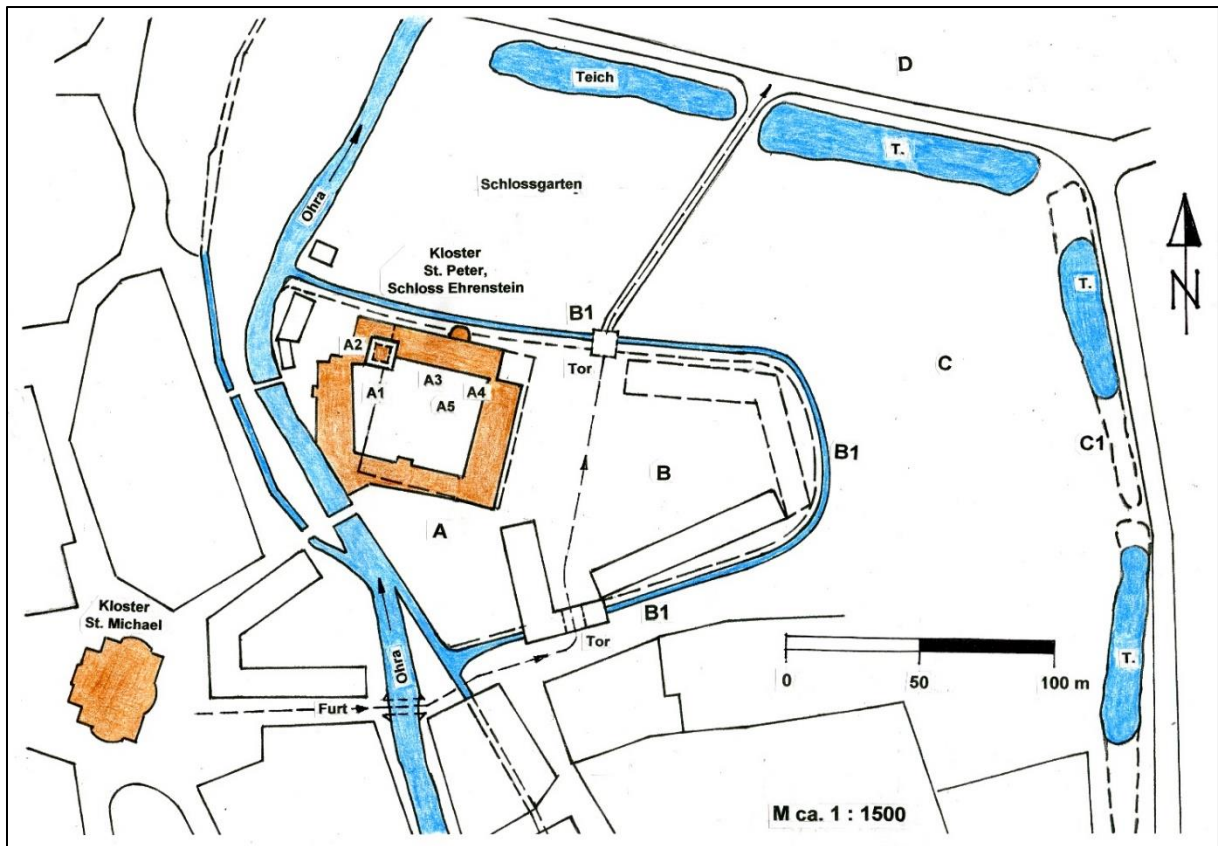 D
Teich
T.
Ohra
Schlossgarten
T.
N
Kloster
St. Peter,
Schloss Ehrenstein
B1
A2
Tor
C
A3
A1
A4
A5
C1
B1
B
A
Kloster
St. Michael
B1
Tor
T.
Ohra
0 50 100 m
Furt
M ca. 1 : 1500